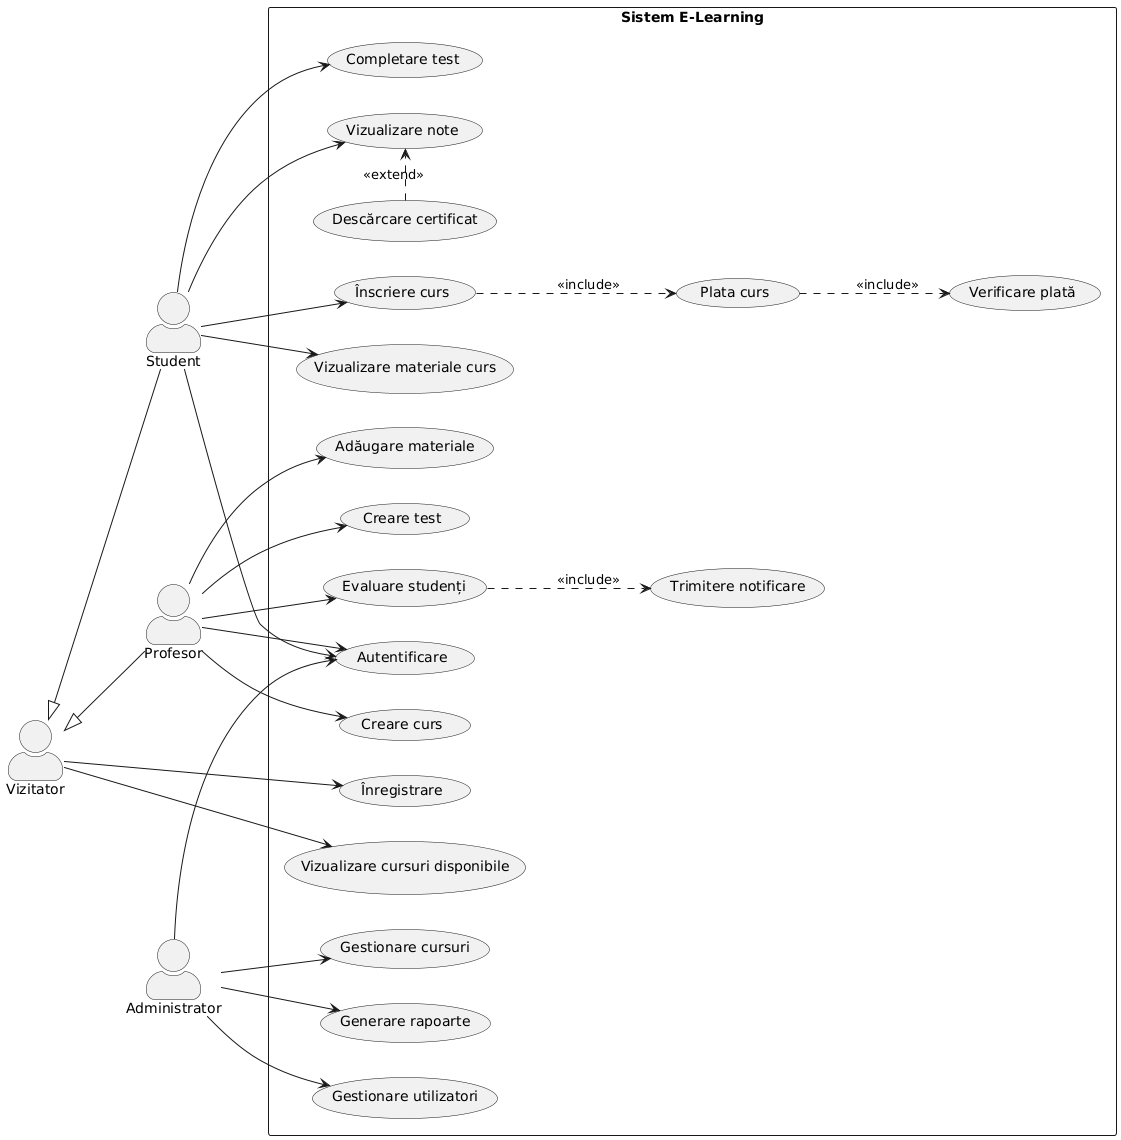 Sistem E-Learning
Completare test
Vizualizare note
«extend»
Descărcare certificat
Înscriere curs
«include»
Plata curs
«include»
Verificare plată
Student
Vizualizare materiale curs
Adăugare materiale
Creare test
Evaluare studenți
«include»
Trimitere notificare
Profesor
Autentificare
Creare curs
Vizitator
Înregistrare
Vizualizare cursuri disponibile
Gestionare cursuri
Administrator
Generare rapoarte
Gestionare utilizatori